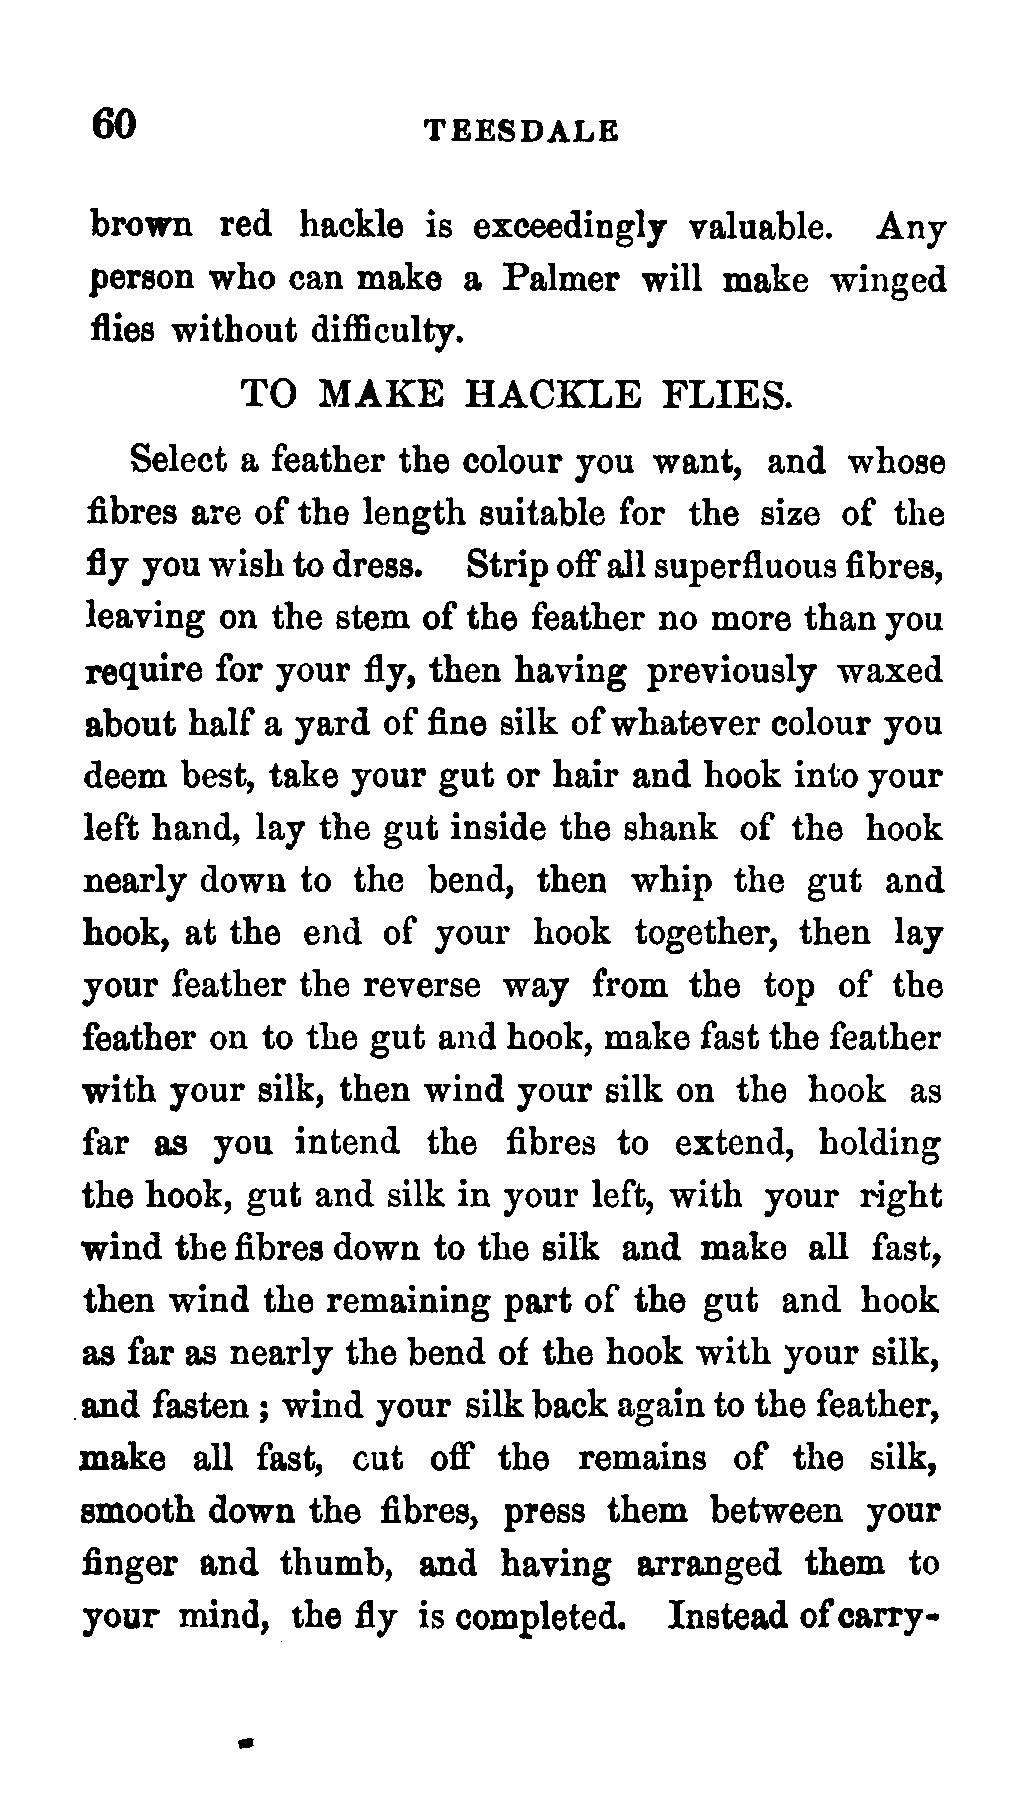 60 TEESDALE
brown red hackle is exceedingly valuable. Any
person who can make a Palmer will make winged
flies without difficulty.
TO MAKE HACKLE FLIES.
Select a feather the colour you want, and whose
fibres are of the length suitable for the size of the
fly you wish to dress. Strip off all superfluous fibres,
leaving on the stem of the feather no more than you
require for your fly, then having previously waxed
about half a yard of fine silk of whatever colour you
deem best, take your gut or hair and hook into your
left hand, lay the gut inside the shank of the hook
nearly down to the bend, then whip the gut and
hook, at the end of your hook together, then lay
your feather the reverse way from the top of the
feather on to the gut and hook, make fast the feather
with your silk, then wind your silk on the hook as
far as you intend the fibres to extend, holding
the hook, gut and silk in your left, with your right
wind the fibres down to the silk and make all fast,
then wind the remaining part of the gut and hook
as far as nearly the bend of the hook with your silk,
and fasten ; wind your silk back again to the feather,
make all fast, cut off the remains of the silk,
smooth down the fibres, press them between your
finger and thumb, and having arranged them to
your mind, the fly is completed. Instead of carry-